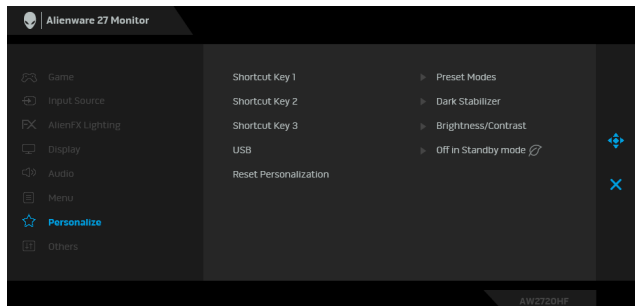 Alienware 27 Monitor
Game
Input Source
FX AlienFX Lighting
Display
Audio
Menu
Personalize
Others
Shortcut Key 1 Preset Modes
Shortcut Key 2 Dark Stabilizer
Shortcut Key 3 Brightness/Contrast
USB Off in Standby mode
Reset Personalization
AW2720HF